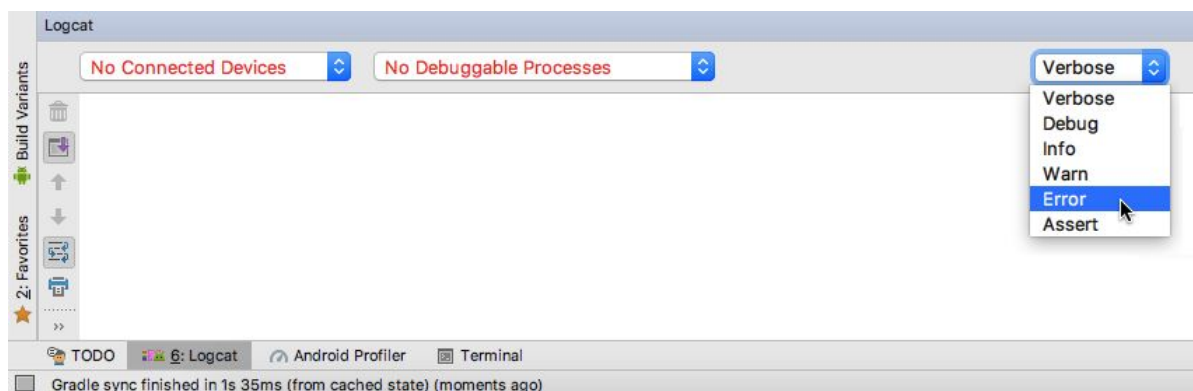 Logcat
No Connected Devices
No Debuggable Processes
Verbose
Verbose
Debug
Info
Warn
Error
Assert
Build Variants
2: Favorites
TODO
6: Logcat
Android Profiler
Terminal
Gradle sync finished in 1s 35ms (from cached state) (moments ago)